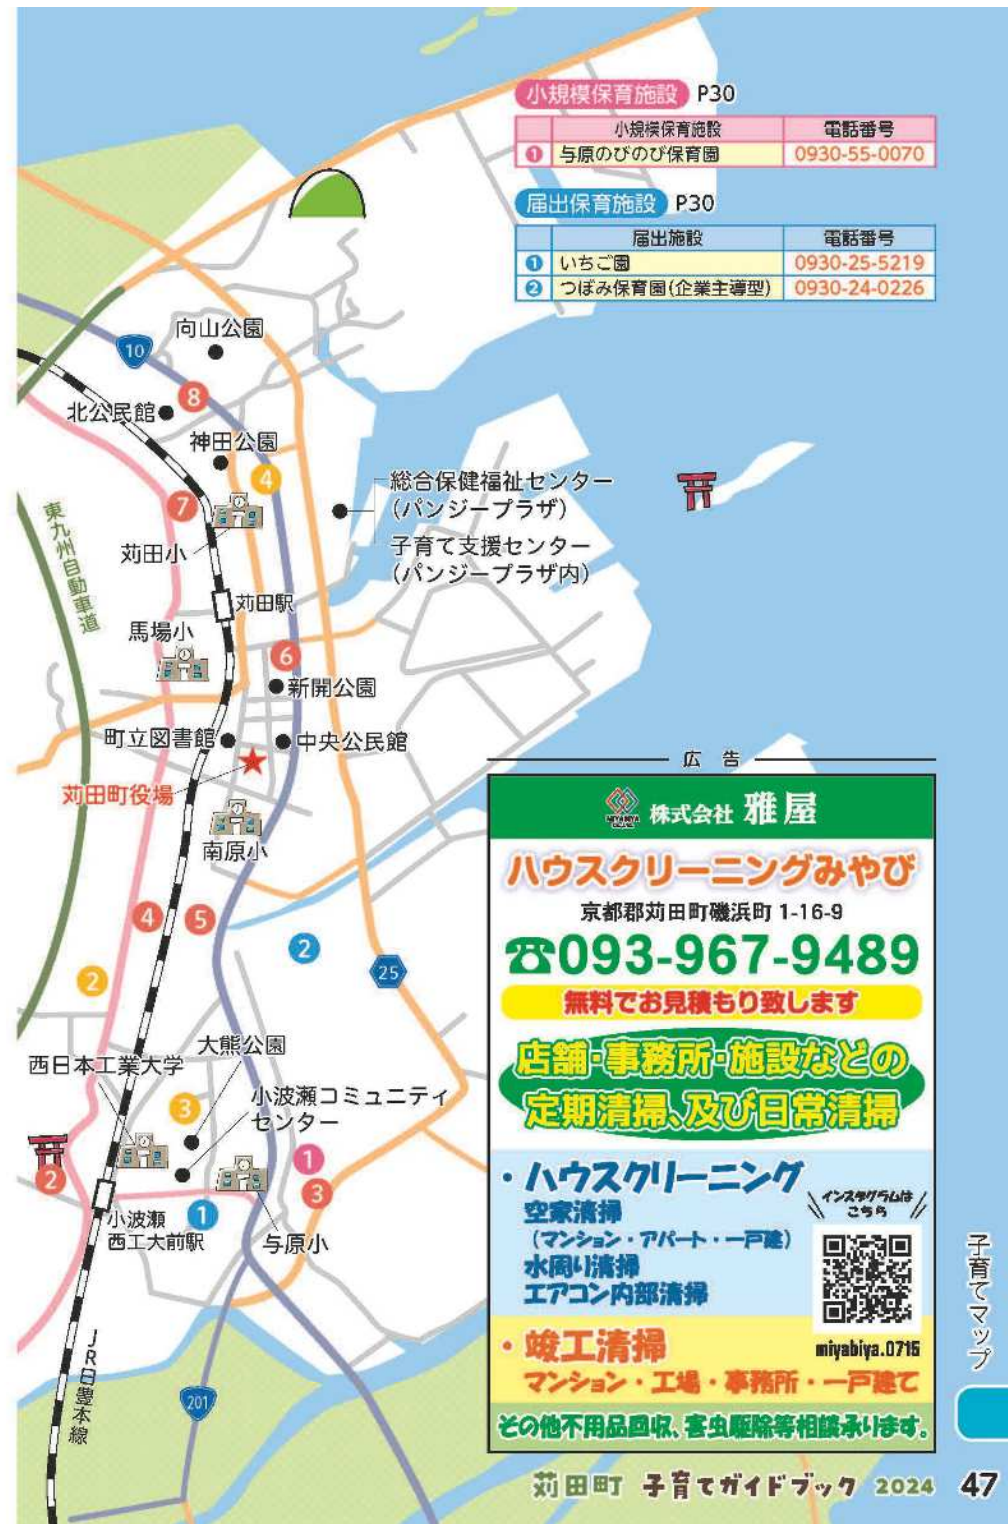 小規模保育施設 P30
小規模保育施設 電話番号
1 与原のびのび保育園 0930-55-0070
届出保育施設 P30
届出施設 電話番号
1 いちご園 0930-25-5219
2 つぼみ保育園(企業主導型) 0930-24-0226
向山公園
10
8
北公民館
神田公園
4
総合保健福祉センター
(パンジープラザ)
7
東九州自動車道
苅田小
子育て支援センター
(パンジープラザ内)
苅田駅
馬場小
6
新開公園
町立図書館
中央公民館
苅田町役場
南原小
4
5
2
25
2
大熊公園
西日本工業大学
3
小波瀬コミュニティ
センター
1
2
3
小波瀬
西工大前駅
1
与原小
JR日豊本線
201
広告
MIYABIYA
株式会社 雅屋
ハウスクリーニングみやび
京都郡苅田町磯浜町 1-16-9
☎093-967-9489
無料でお見積もり致します
店舗・事務所・施設などの
定期清掃、及び日常清掃
・ハウスクリーニング
空家清掃
(マンション・アパート・一戸建)
水周り清掃
エアコン内部清掃
インスタグラムは
こちら
miyabiya.0715
・竣工清掃
マンション・工場・事務所・一戸建て
その他不用品回収、害虫駆除等相談承ります。
子育てマップ
苅田町 子育てガイドブック 2024 47